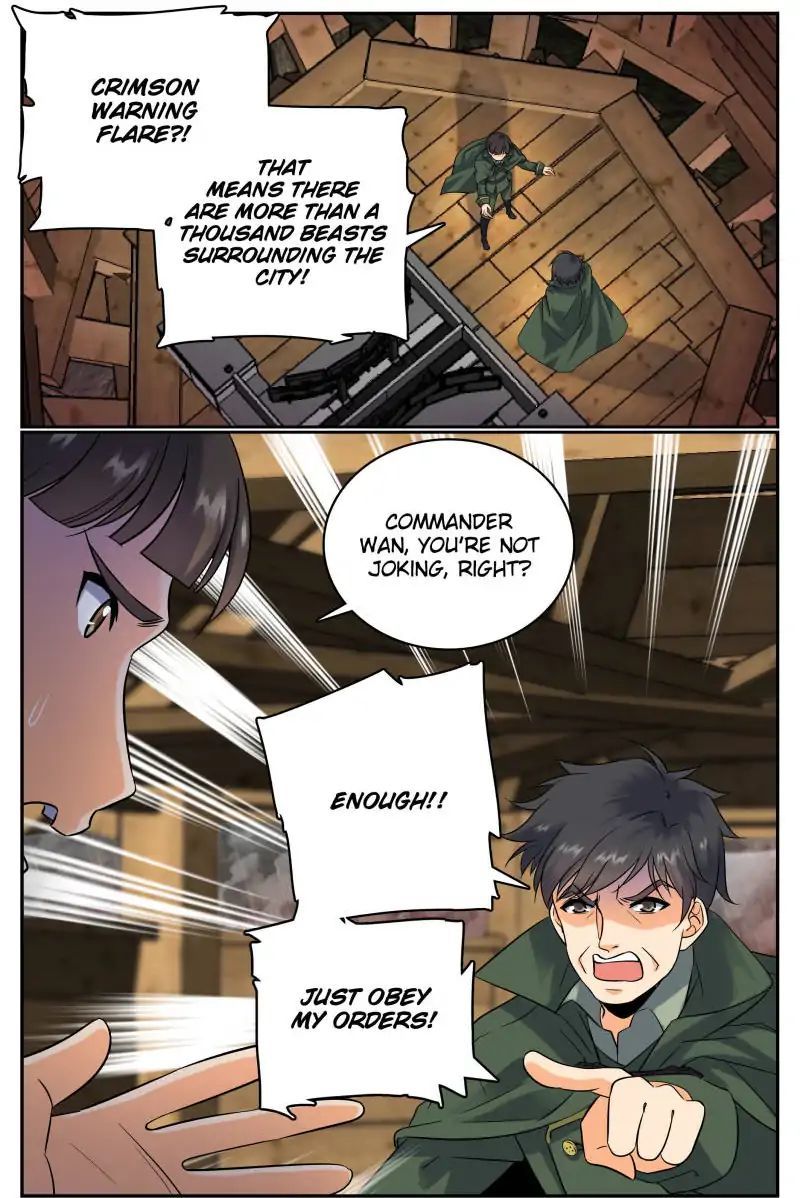 CRIMSON
WARNING
FLARE?!
THAT
MEANS THERE
ARE MORE THAN A
THOUSAND BEASTS
SURROUNDING THE
CITY!
COMMANDER
WAN, YOU'RE NOT
JOKING, RIGHT?
ENOUGH!!
JUST OBEY
MY ORDERS!